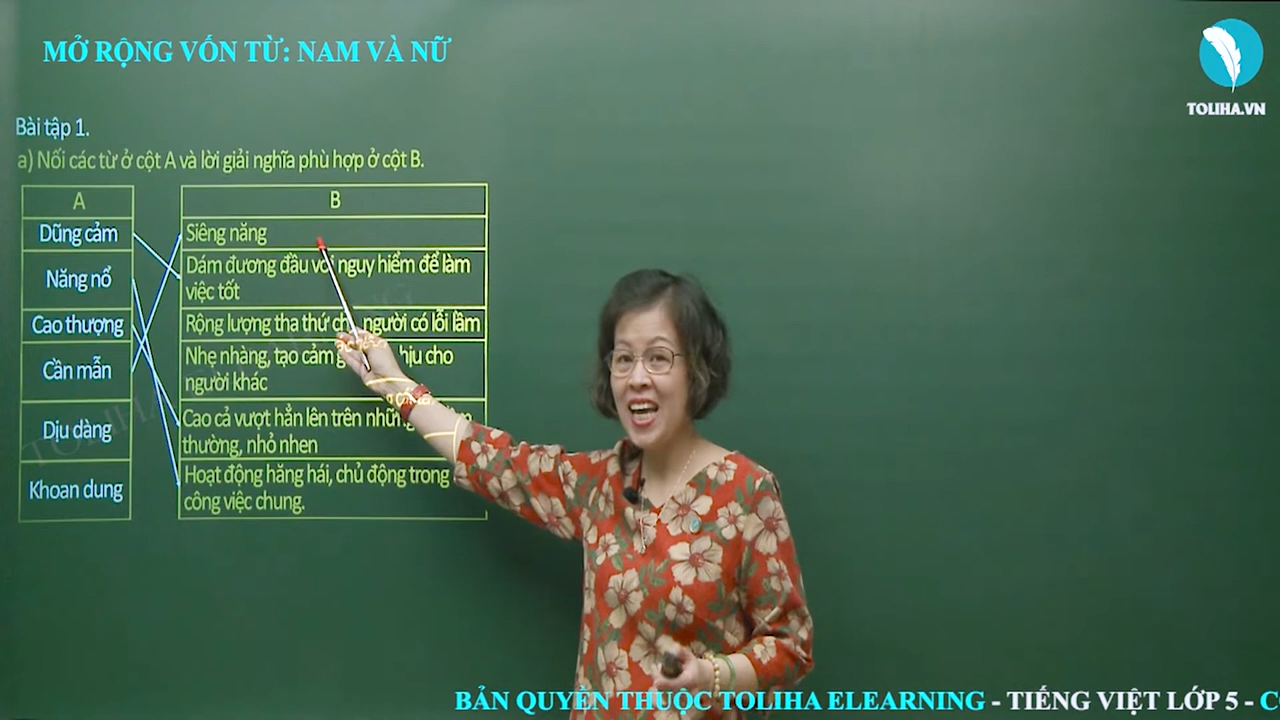 MỞ RỘNG VỐN TỪ: NAM VÀ NỮ
TOLIHA.VN
Bài tập 1.
a) Nối các từ ở cột A và lời giải nghĩa phù hợp ở cột B.
A
B
Dũng cảm
Siêng năng
Năng nổ
Dám đương đầu với nguy hiểm để làm
việc tốt
Cao thượng
Rộng lượng tha thứ cho người có lỗi lầm
Cần mẫn
Nhẹ nhàng, tạo cảm hịu cho
người khác
Dịu dàng
Cao cả vượt hẳn lên trên
thường, nhỏ nhen
Khoan dung
Hoạt động hăng hái, chủ động trong
công việc chung.
BẢN QUYỀN THUỘC TOLIHA ELEARNING - TIẾNG VIỆT LỚP 5 - C